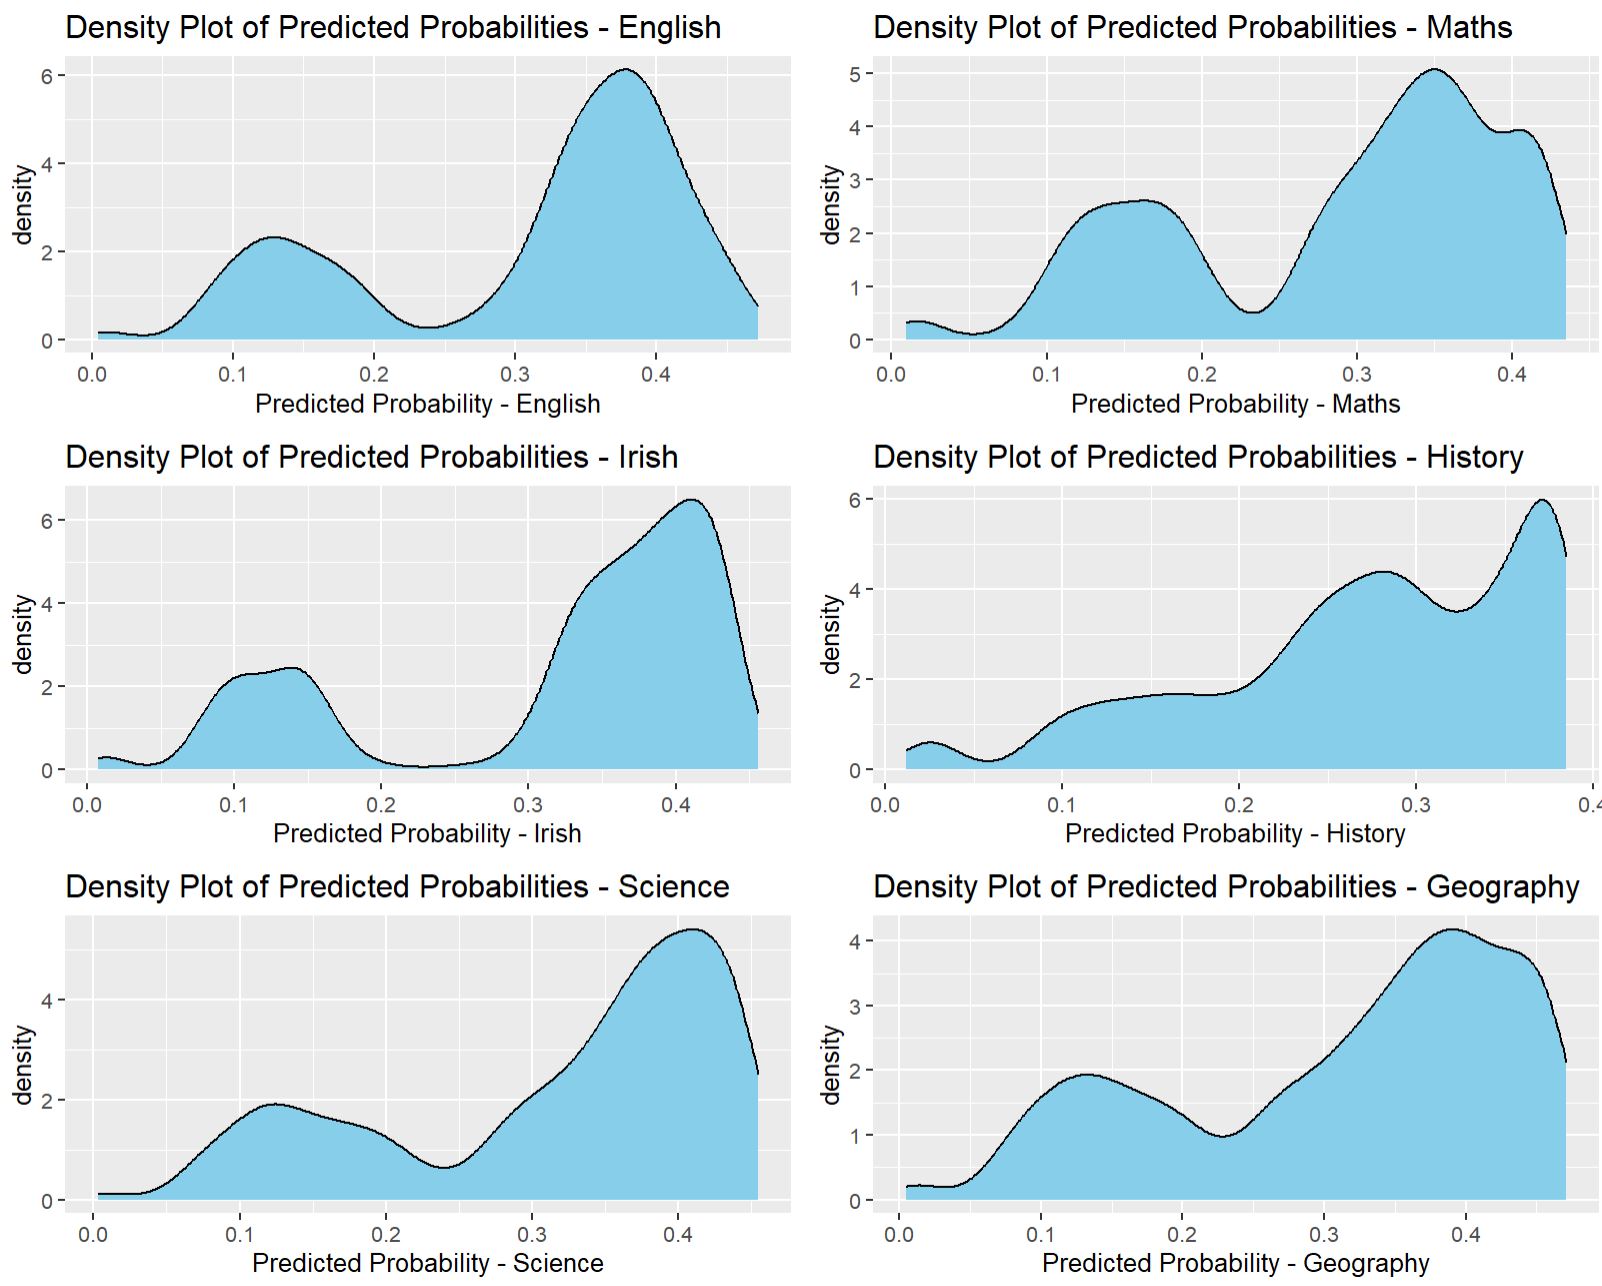 Density Plot of Predicted Probabilities - English
density
6
4
2
0
0.0 0.1 0.2 0.3 0.4
Predicted Probability - English
Density Plot of Predicted Probabilities - Maths
density
5
4
3
2
1
0
0.0 0.1 0.2 0.3 0.4
Predicted Probability - Maths
Density Plot of Predicted Probabilities - Irish
density
6
4
2
0
0.0 0.1 0.2 0.3 0.4
Predicted Probability - Irish
Density Plot of Predicted Probabilities - History
density
6
4
2
0
0.0 0.1 0.2 0.3 0.4
Predicted Probability - History
Density Plot of Predicted Probabilities - Science
density
4
2
0
0.0 0.1 0.2 0.3 0.4
Predicted Probability - Science
Density Plot of Predicted Probabilities - Geography
density
4
3
2
1
0
0.0 0.1 0.2 0.3 0.4
Predicted Probability - Geography